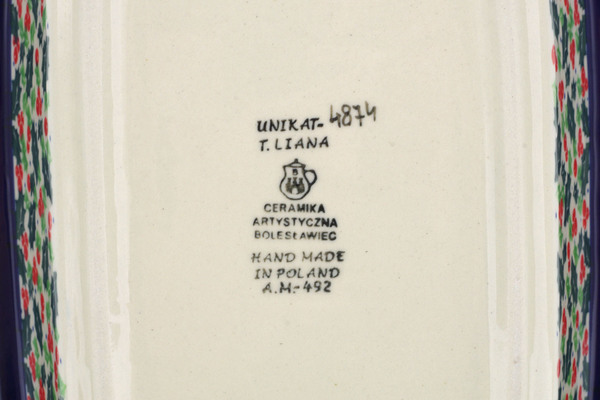 UNIKAT-4874
T. LIANA
B
CERAMIKA
ARTYSTYCZNA
BOLESŁAWIEC
HAND MADE
IN POLAND
A.M.-492